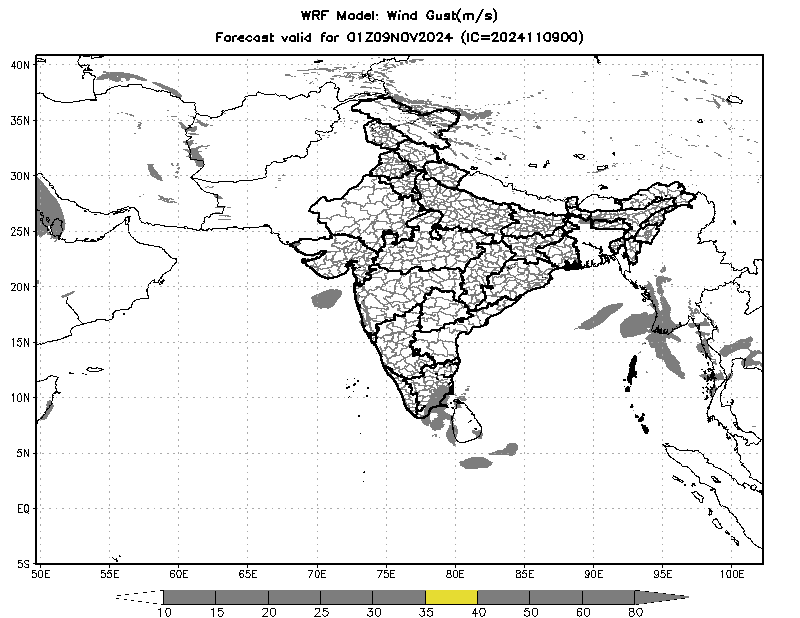 WRF Model: Wind Gust(m/s)
Forecast valid for 01Z09NOV2024 (IC=2024110900)
40N
35N
30N
25N
20N
15N
10N
5N
EQ
5S
50E 55E 60E 65E 70E 75E 80E 85E 90E 95E 100E
10 15 20 25 30 35 40 50 60 80